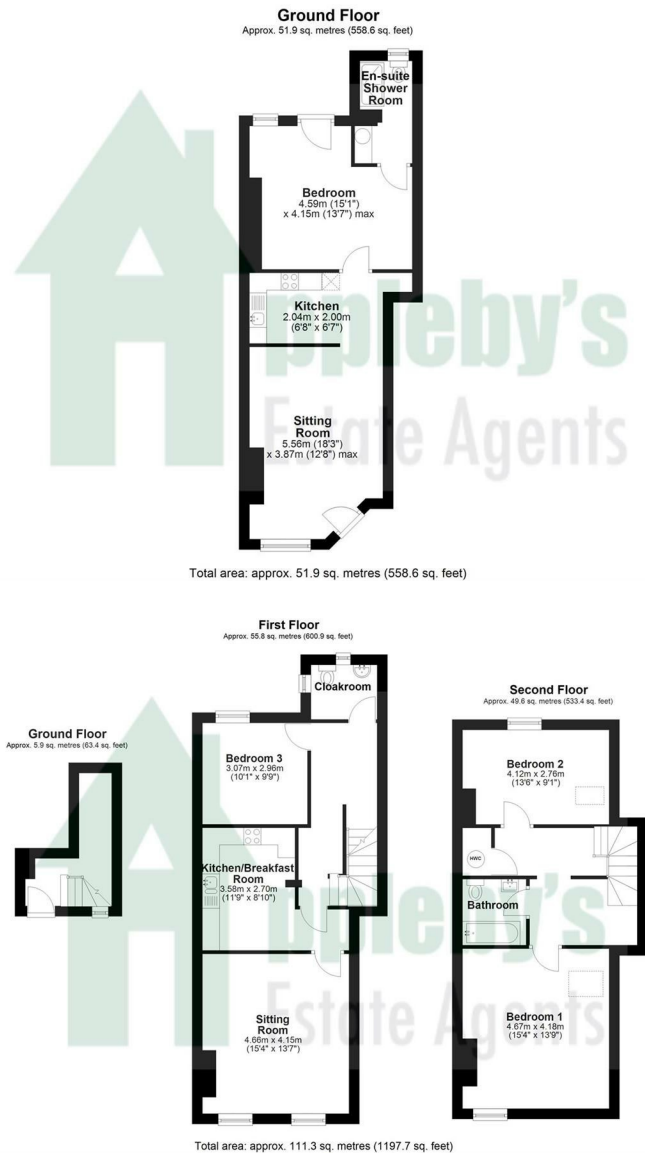 Ground Floor
Approx. 51.9 sq. metres (558.6 sq. feet)
En-suite
Shower
Room
Bedroom
4.59m (15'1")
x 4.15m (13'7") max
Kitchen
2.04m x 2.00m
(6'8" x 6'7")
Sitting
Room
5.56m (18'3")
x 3.87m (12'8") max
Appleby's
Estate Agents
Total area: approx. 51.9 sq. metres (558.6 sq. feet)
First Floor
Approx. 55.8 sq. metres (600.9 sq. feet)
Cloakroom
Bedroom 3
3.07m x 2.96m
(10'1" x 9'9")
Kitchen/Breakfast
Room
3.58m x 2.70m
(11'9" x 8'10")
Sitting
Room
4.66m x 4.15m
(15'4" x 13'7")
Ground Floor
Approx. 5.9 sq. metres (63.4 sq. feet)
Second Floor
Approx. 49.6 sq. metres (533.4 sq. feet)
Bedroom 2
4.12m x 2.76m
(13'6" x 9'1")
HWC
Bathroom
Bedroom 1
4.67m x 4.18m
(15'4" x 13'9")
Appleby's
Estate Agents
Total area: approx. 111.3 sq. metres (1197.7 sq. feet)